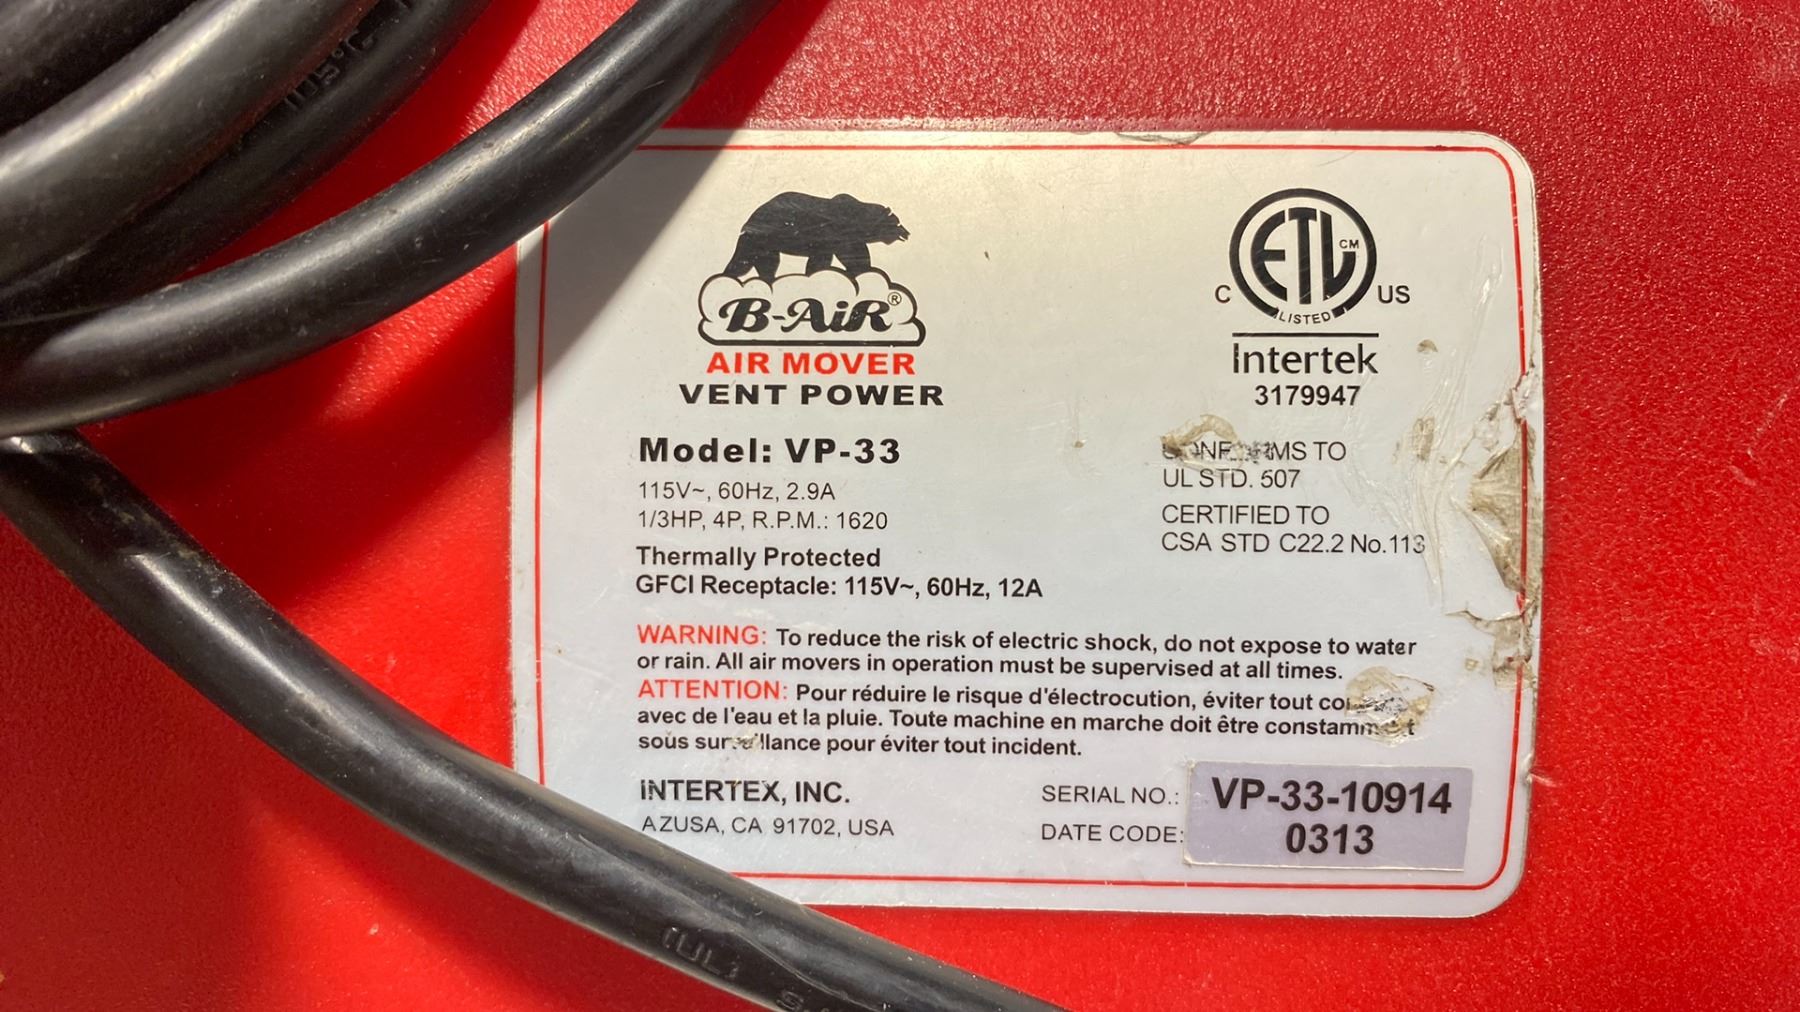 105°C
B-AiR®
AIR MOVER
VENT POWER
Model: VP-33
115V~, 60Hz, 2.9A
1/3HP, 4P, R.P.M.: 1620
Thermally Protected
GFCI Receptacle: 115V~, 60Hz, 12A
ETL CM
C US
LISTED
Intertek
3179947
TO
UL STD. 507
CERTIFIED TO
CSA STD C22.2 No.113
WARNING: To reduce the risk of electric shock, do not expose to water
or rain. All air movers in operation must be supervised at all times.
ATTENTION: Pour réduire le risque d'électrocution, éviter tout
avec de l'eau et la pluie. Toute machine en marche doit être
sous pour éviter tout incident.
INTERTEX, INC.
AZUSA, CA 91702, USA
SERIAL NO.: VP-33-10914
DATE CODE: 0313
(UL)